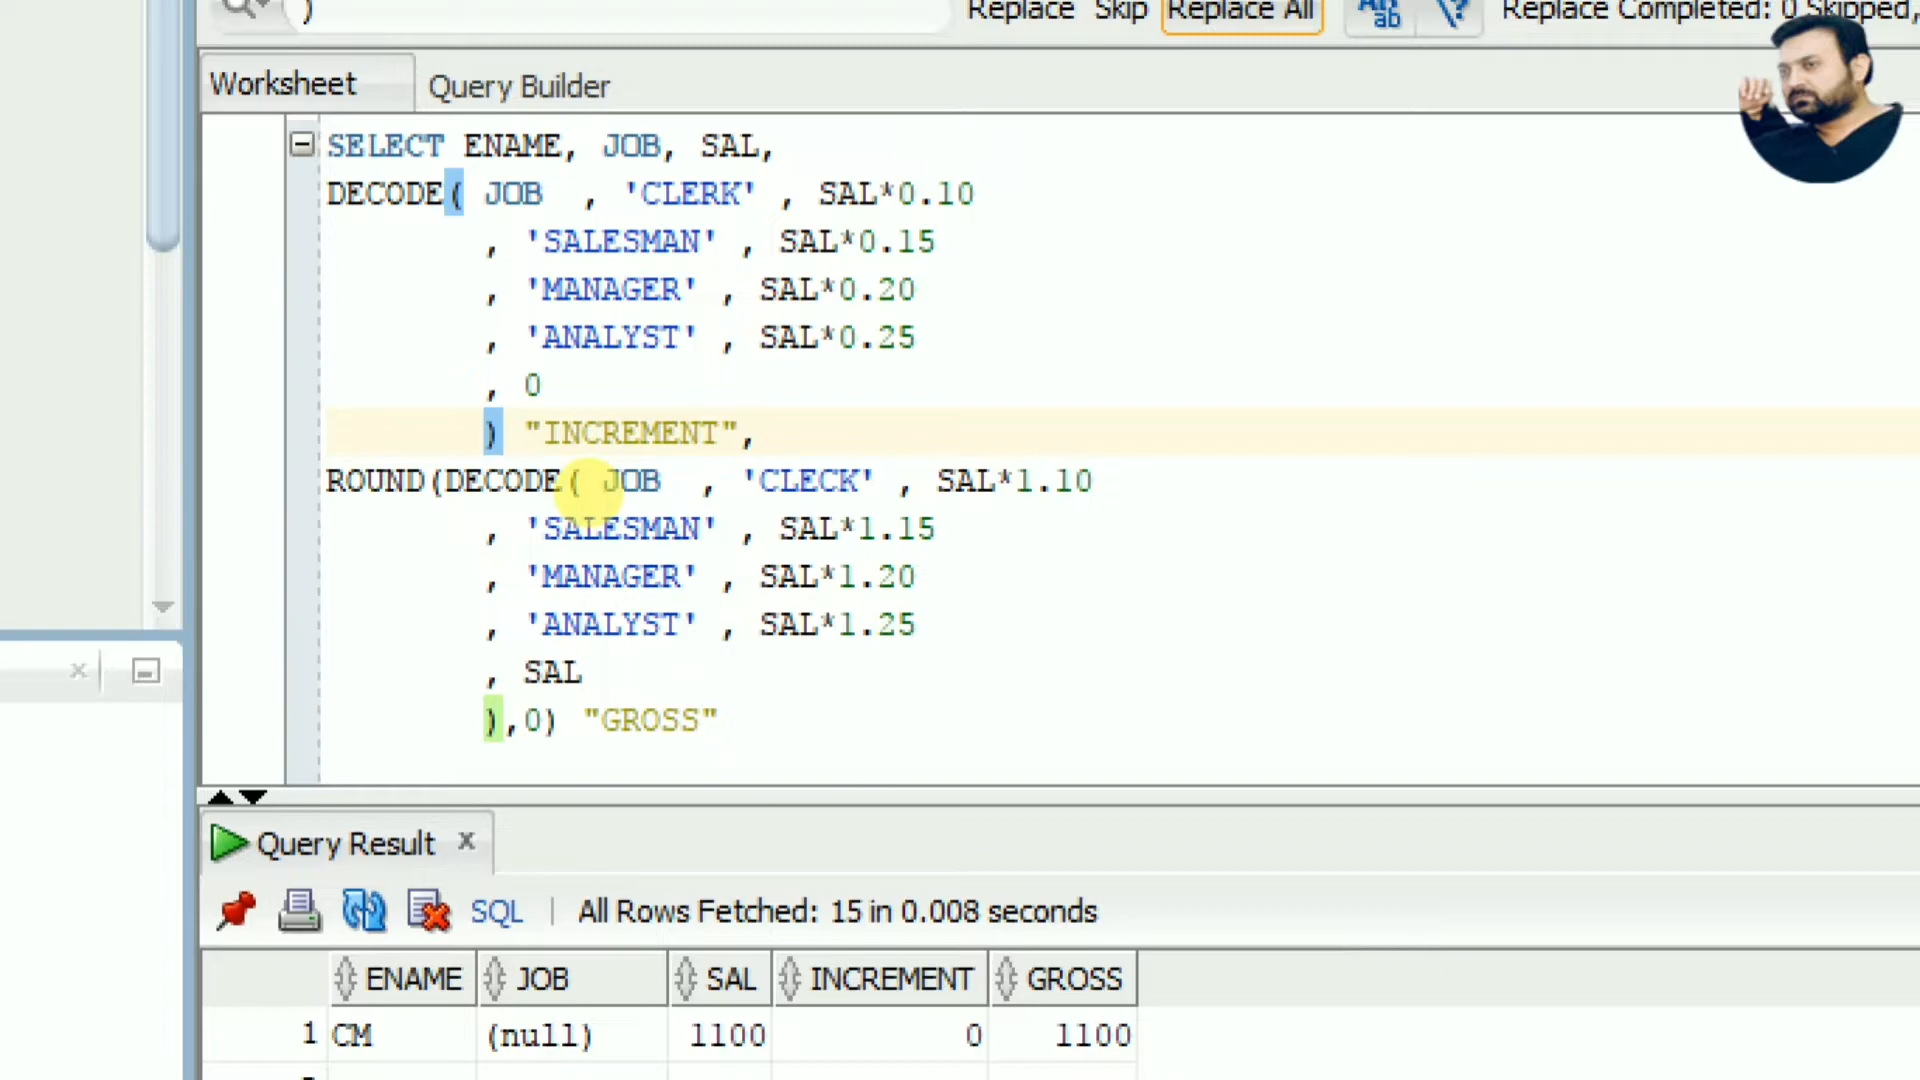 )
Replace Skip Replace All Replace Completed: 0 Skipped,
Worksheet Query Builder
SELECT ENAME, JOB, SAL,
DECODE( JOB , 'CLERK' , SAL*0.10
, 'SALESMAN' , SAL*0.15
, 'MANAGER' , SAL*0.20
, 'ANALYST' , SAL*0.25
, 0
) "INCREMENT",
ROUND(DECODE( JOB , 'CLECK' , SAL*1.10
, 'SALESMAN' , SAL*1.15
, 'MANAGER' , SAL*1.20
, 'ANALYST' , SAL*1.25
, SAL
),0) "GROSS"
Query Result x
SQL | All Rows Fetched: 15 in 0.008 seconds
ENAME JOB SAL INCREMENT GROSS
1 CM (null) 1100 0 1100